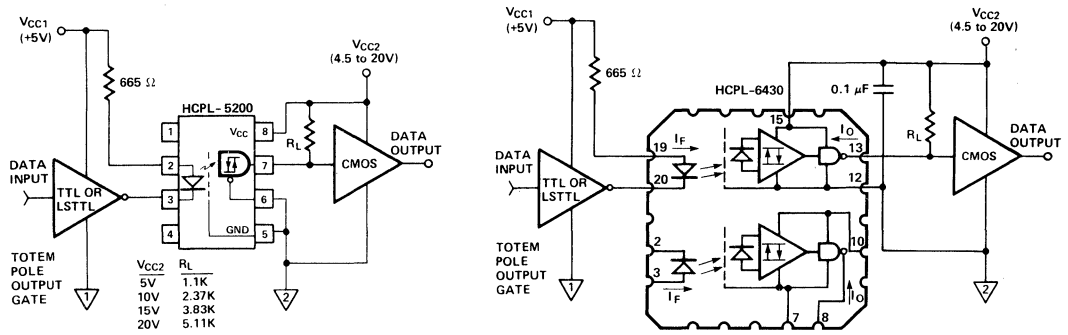 VCC1
(+5V)
665 Ω
VCC2
(4.5 to 20V)
HCPL-5200
1
2
3
4
VCC
GND
8
7
6
5
RL
DATA
INPUT
TTL OR
LSTTL
CMOS
DATA
OUTPUT
TOTEM
POLE
OUTPUT
GATE
1
2
VCC2 RL
5V 1.1K
10V 2.37K
15V 3.83K
20V 5.11K
VCC1
(+5V)
665 Ω
VCC2
(4.5 to 20V)
HCPL-6430
0.1 µF
15
IF
IO
19
20
13
12
RL
DATA
INPUT
TTL OR
LSTTL
CMOS
DATA
OUTPUT
2
3
IF
10
IO
7 8
TOTEM
POLE
OUTPUT
GATE
1
2